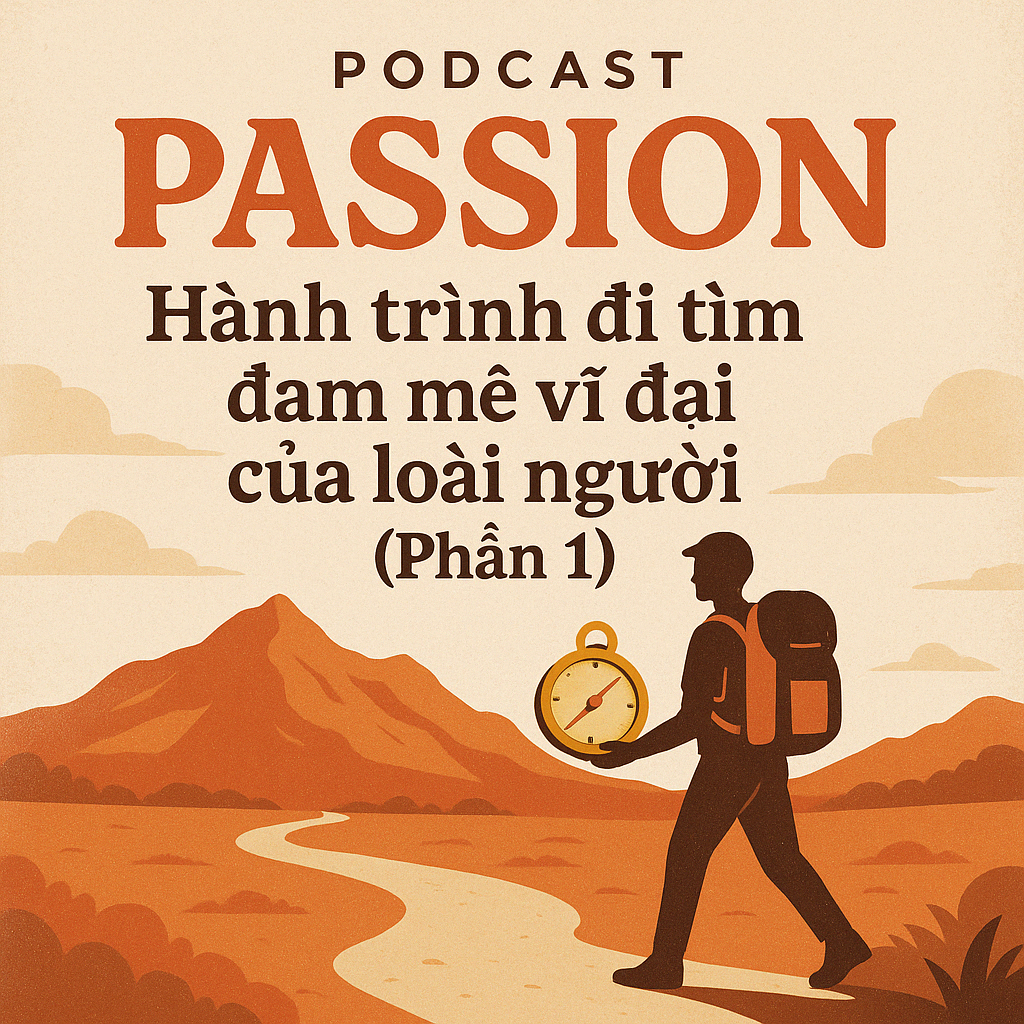 PODCAST
PASSION
Hành trình đi tìm
đam mê vĩ đại
của loài người
(Phần 1)